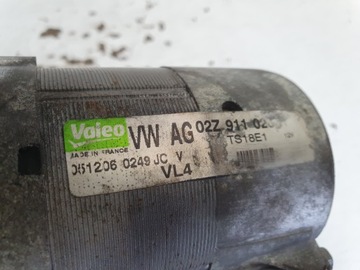 Valeo VW AG 02Z 911 02
MADE IN FRANCE TS18E1
051206 0249 JC V
VL4